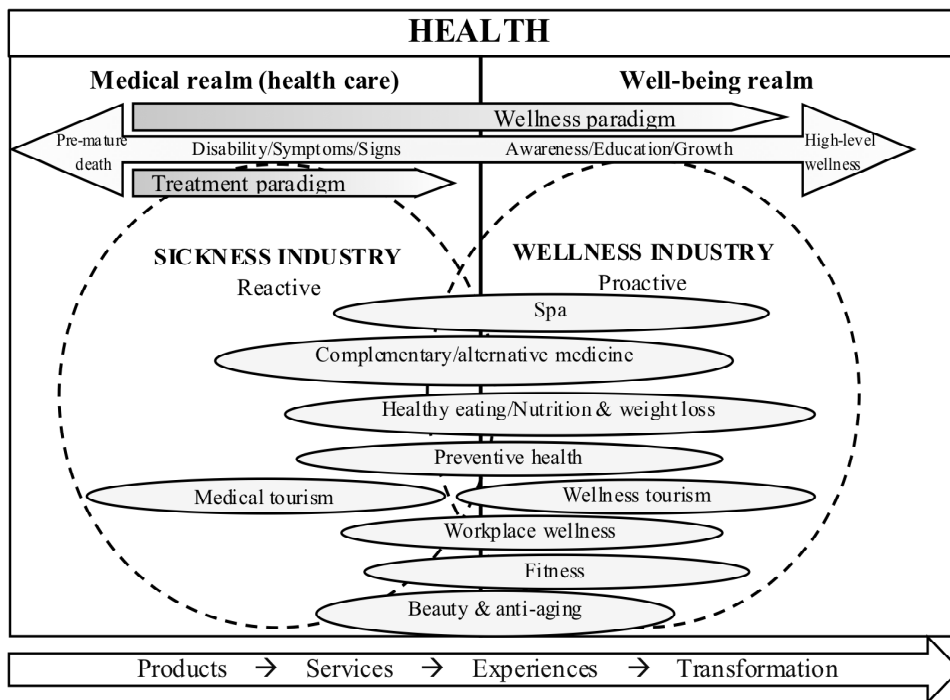 HEALTH
Medical realm (health care)
Well-being realm
Wellness paradigm
Pre-mature
death
Disability/Symptoms/Signs
Awareness/Education/Growth
High-level
wellness
Treatment paradigm
SICKNESS INDUSTRY
Reactive
WELLNESS INDUSTRY
Proactive
Spa
Complementary/alternative medicine
Healthy eating/Nutrition & weight loss
Preventive health
Medical tourism
Wellness tourism
Workplace wellness
Fitness
Beauty & anti-aging
Products → Services → Experiences → Transformation